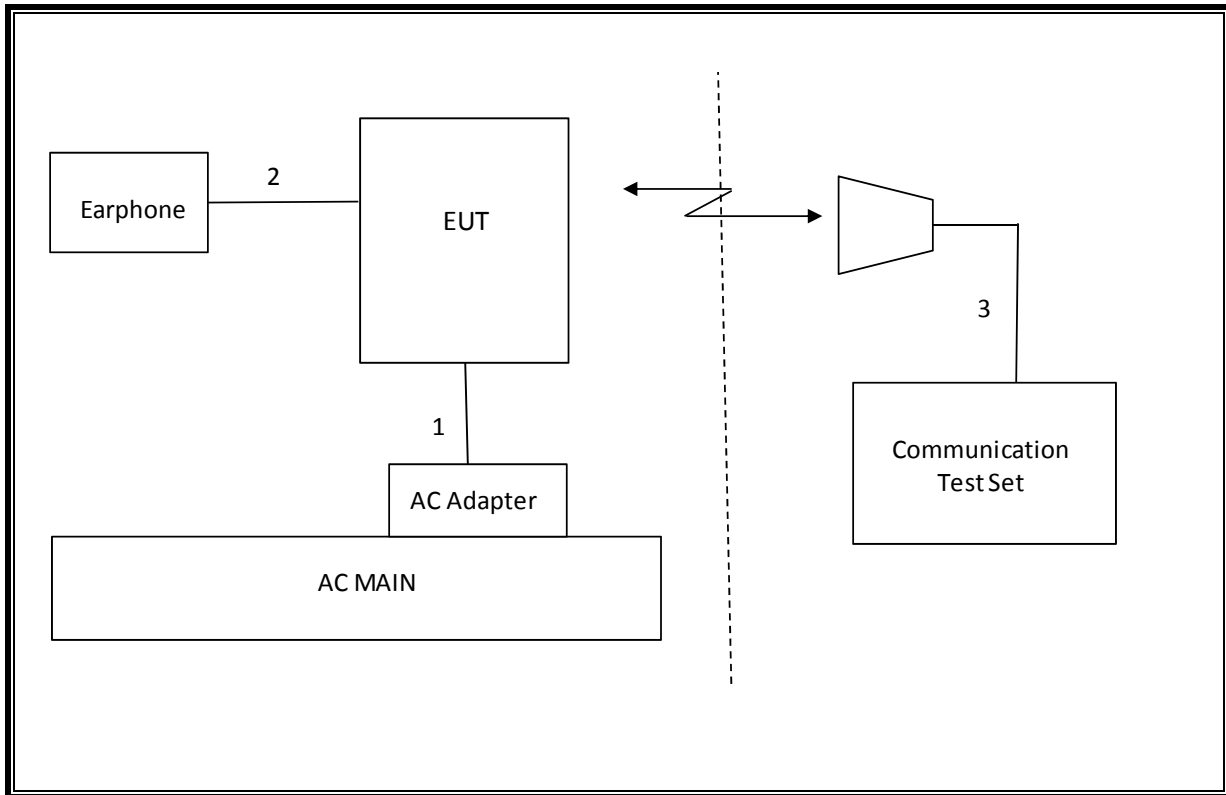 2
Earphone
EUT
3
1
Communication
Test Set
AC Adapter
AC MAIN